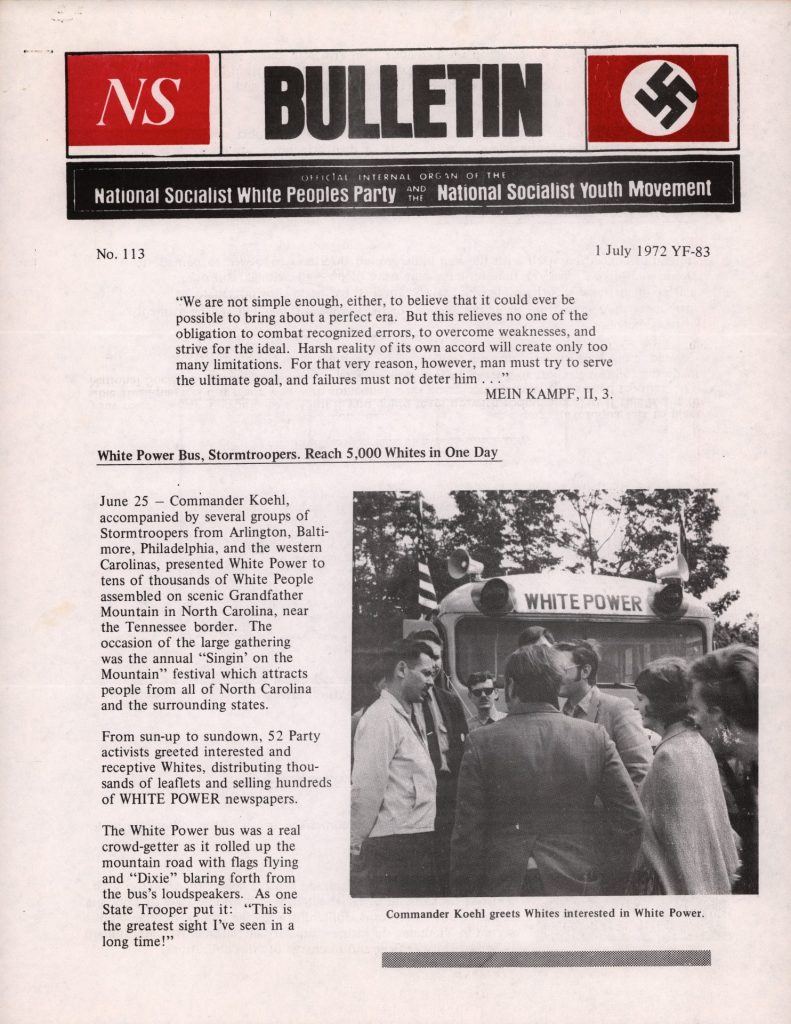 NS
BULLETIN
OFFICIAL INTERNAL ORGAN OF THE
National Socialist White Peoples Party AND THE National Socialist Youth Movement
No. 113
1 July 1972 YF-83
“We are not simple enough, either, to believe that it could ever be
possible to bring about a perfect era. But this relieves no one of the
obligation to combat recognized errors, to overcome weaknesses, and
strive for the ideal. Harsh reality of its own accord will create only too
many limitations. For that very reason, however, man must try to serve
the ultimate goal, and failures must not deter him . . .”
MEIN KAMPF, II, 3.
White Power Bus, Stormtroopers. Reach 5,000 Whites in One Day
June 25 — Commander Koehl,
accompanied by several groups of
Stormtroopers from Arlington, Balti-
more, Philadelphia, and the western
Carolinas, presented White Power to
tens of thousands of White People
assembled on scenic Grandfather
Mountain in North Carolina, near
the Tennessee border. The
occasion of the large gathering
was the annual “Singin’ on the
Mountain” festival which attracts
people from all of North Carolina
and the surrounding states.
From sun-up to sundown, 52 Party
activists greeted interested and
receptive Whites, distributing thou-
sands of leaflets and selling hundreds
of WHITE POWER newspapers.
The White Power bus was a real
crowd-getter as it rolled up the
mountain road with flags flying
and “Dixie” blaring forth from
the bus’s loudspeakers. As one
State Trooper put it: “This is
the greatest sight I’ve seen in a
long time!”
WHITE POWER
Commander Koehl greets Whites interested in White Power.